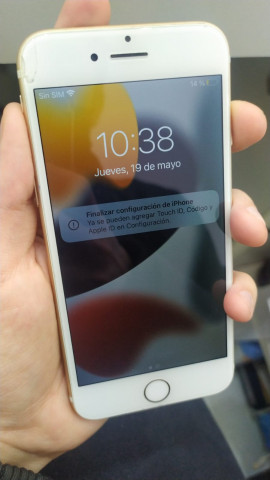 Sin SIM
10:38
Jueves, 19 de mayo
Finalizar configuración de iPhone
Ya se pueden agregar Touch ID, Código y
Apple ID en Configuración.